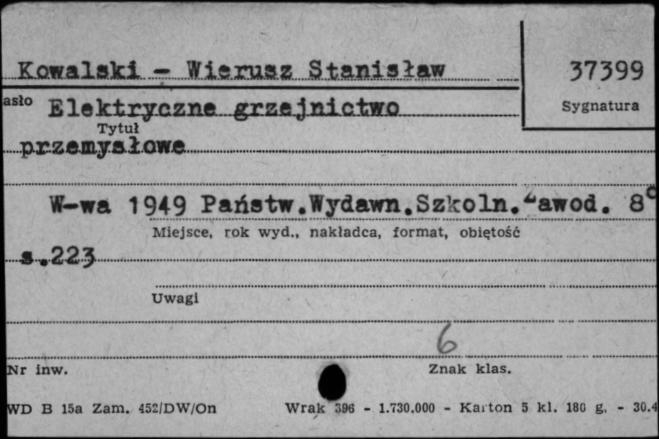 Kowalski - Wierusz Stanisław
37399
asło Elektryczne grzejnictwo
Sygnatura
Tytuł
przemysłowe
W-wa 1949 Państw.Wydawn.Szkoln. awod. 8°
Miejsce, rok wyd., nakładca, format, objętość
s.223
Uwagi
6
Nr inw.
Znak klas.
WD B 15a Zam. 452/DW/On Wrak 396 - 1.730.000 - Karton 5 kl. 180 g. - 30.4